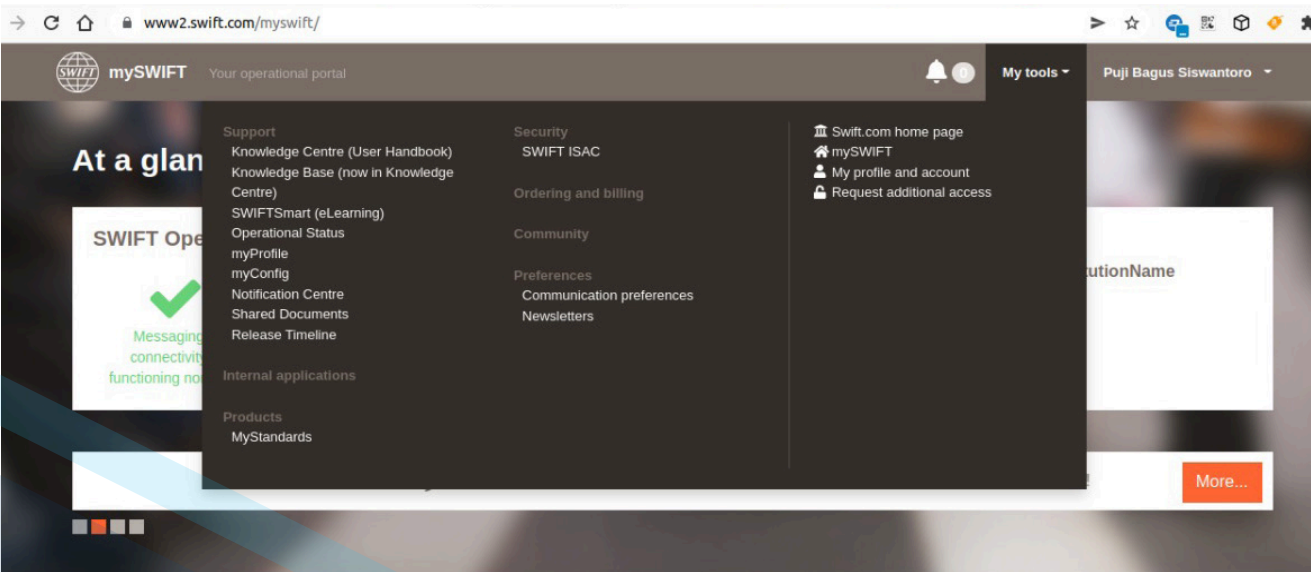 www2.swift.com/myswift/
SWIFT
mySWIFT
Your operational portal
0
My tools
Puji Bagus Siswantoro
At a glan
SWIFT Ope
Messaging
connectivity
functioning no
Support
Knowledge Centre (User Handbook)
Knowledge Base (now in Knowledge
Centre)
SWIFTSmart (eLearning)
Operational Status
myProfile
myConfig
Notification Centre
Shared Documents
Release Timeline
Internal applications
Products
MyStandards
Security
SWIFT ISAC
Ordering and billing
Community
Preferences
Communication preferences
Newsletters
Swift.com home page
mySWIFT
My profile and account
Request additional access
utionName
More...